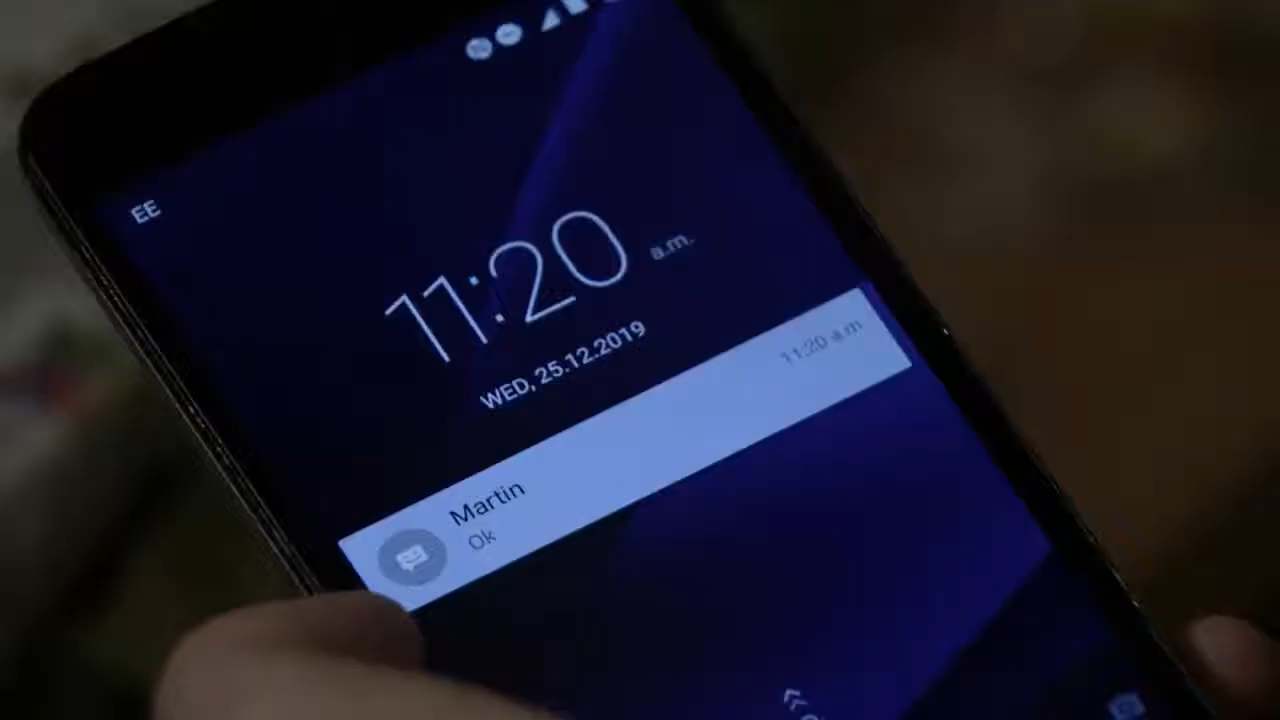 EE
11:20 a.m.
WED, 25.12.2019
11:20 a.m
Martin
Ok